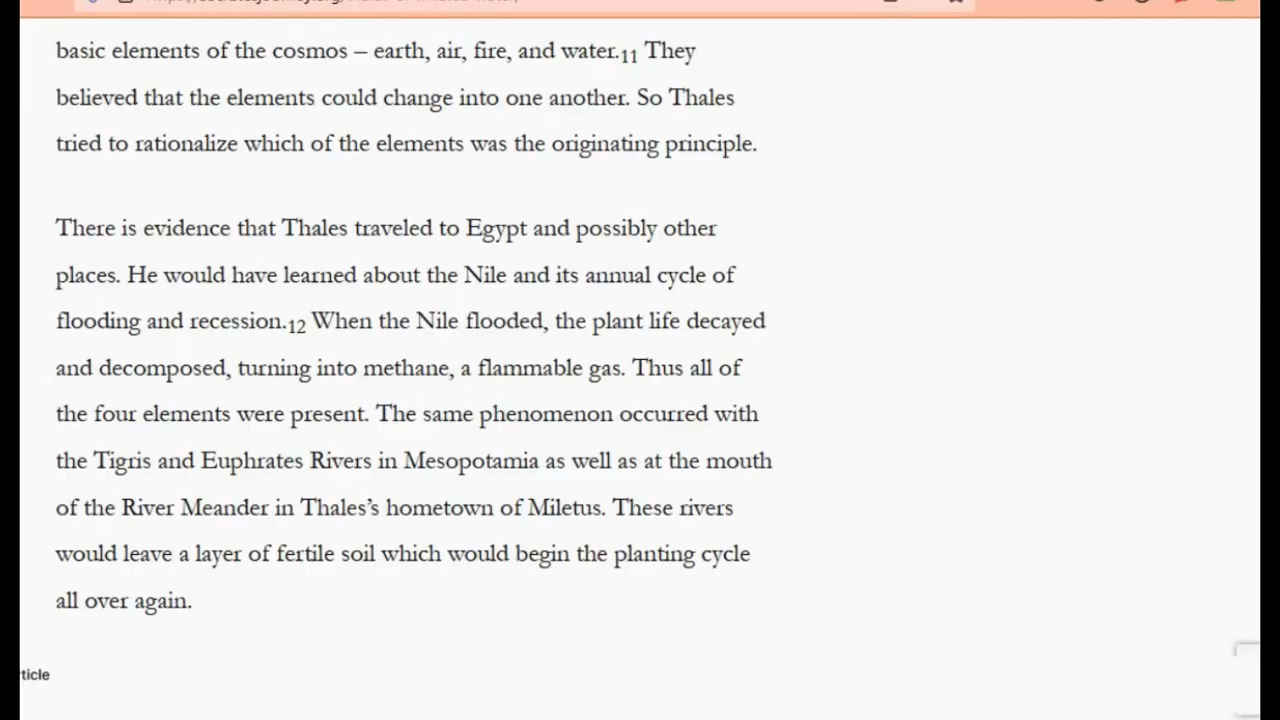 basic elements of the cosmos – earth, air, fire, and water.11 They
believed that the elements could change into one another. So Thales
tried to rationalize which of the elements was the originating principle.
There is evidence that Thales traveled to Egypt and possibly other
places. He would have learned about the Nile and its annual cycle of
flooding and recession.12 When the Nile flooded, the plant life decayed
and decomposed, turning into methane, a flammable gas. Thus all of
the four elements were present. The same phenomenon occurred with
the Tigris and Euphrates Rivers in Mesopotamia as well as at the mouth
of the River Meander in Thales’s hometown of Miletus. These rivers
would leave a layer of fertile soil which would begin the planting cycle
all over again.
ticle